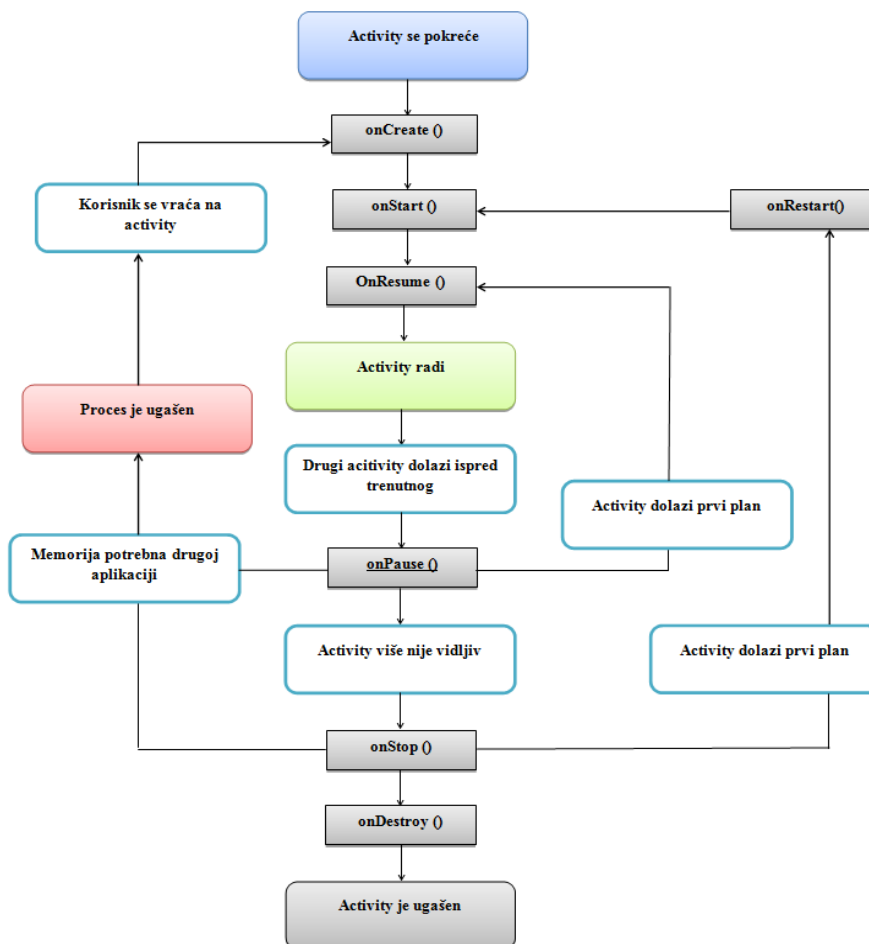 Activity se pokreće
onCreate ()
Korisnik se vraća na
activity
onStart ()
onRestart()
OnResume ()
Activity radi
Proces je ugašen
Drugi acitivity dolazi ispred
trenutnog
Activity dolazi prvi plan
Memorija potrebna drugoj
aplikaciji
onPause ()
Activity više nije vidljiv
Activity dolazi prvi plan
onStop ()
onDestroy ()
Activity je ugašen